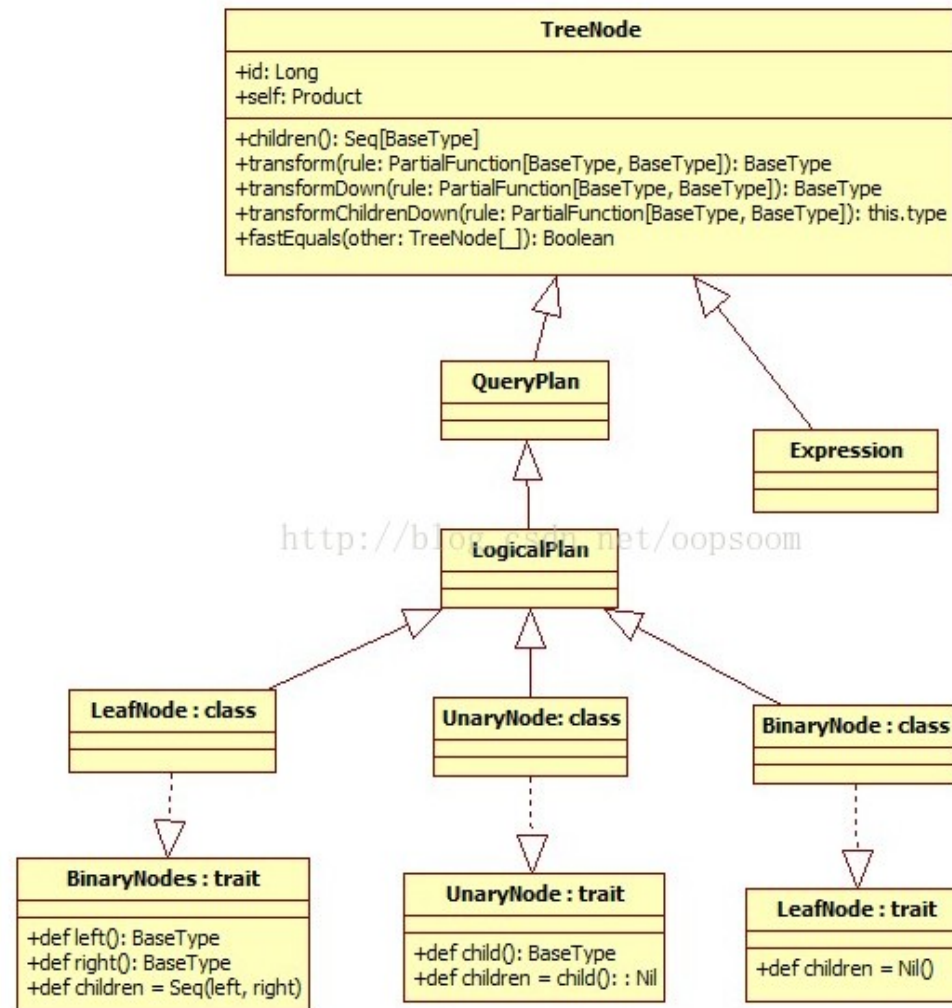 TreeNode
+id: Long
+self: Product
+children(): Seq[BaseType]
+transform(rule: PartialFunction[BaseType, BaseType]): BaseType
+transformDown(rule: PartialFunction[BaseType, BaseType]): BaseType
+transformChildrenDown(rule: PartialFunction[BaseType, BaseType]): this.type
+fastEquals(other: TreeNode[_]): Boolean
QueryPlan
Expression
http://blog.csdn.net/oopsoom
LogicalPlan
LeafNode : class
UnaryNode: class
BinaryNode : class
BinaryNodes : trait
+def left(): BaseType
+def right(): BaseType
+def children = Seq(left, right)
UnaryNode : trait
+def child(): BaseType
+def children = child(): : Nil
LeafNode : trait
+def children = Nil()